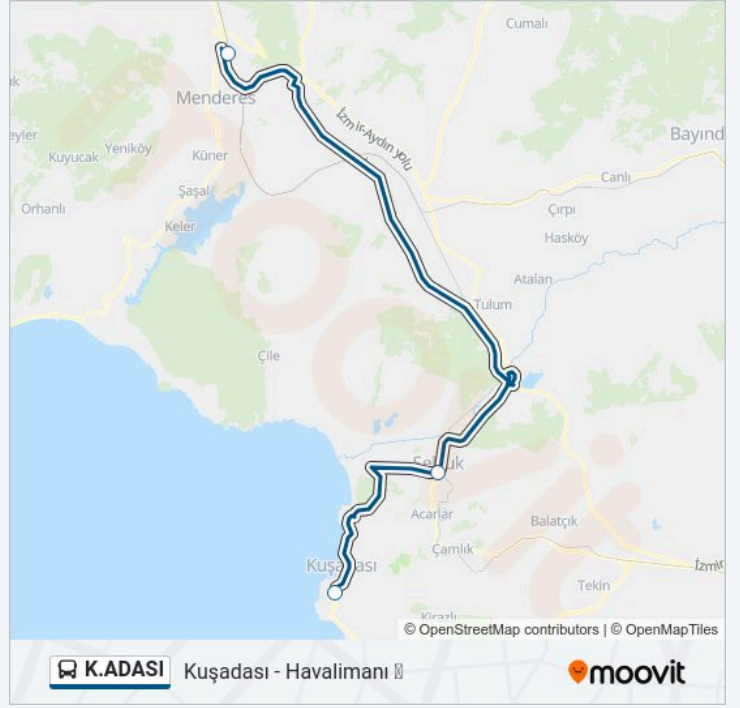 Cumalı
Menderes
İzmir-Aydın yolu
Bayınd
eyler
Kuyucak
Yeniköy
Küner
Canlı
Şaşal
Orhanlı
Çırpı
Keler
Hasköy
Atalan
Tulum
Çile
Acarlar
Balatçık
Çamlık
Kuşadası
İzmir
Tekin
Kirazlı
© OpenStreetMap contributors | © OpenMapTiles
K.ADASI
Kuşadası - Havalimanı
moovit